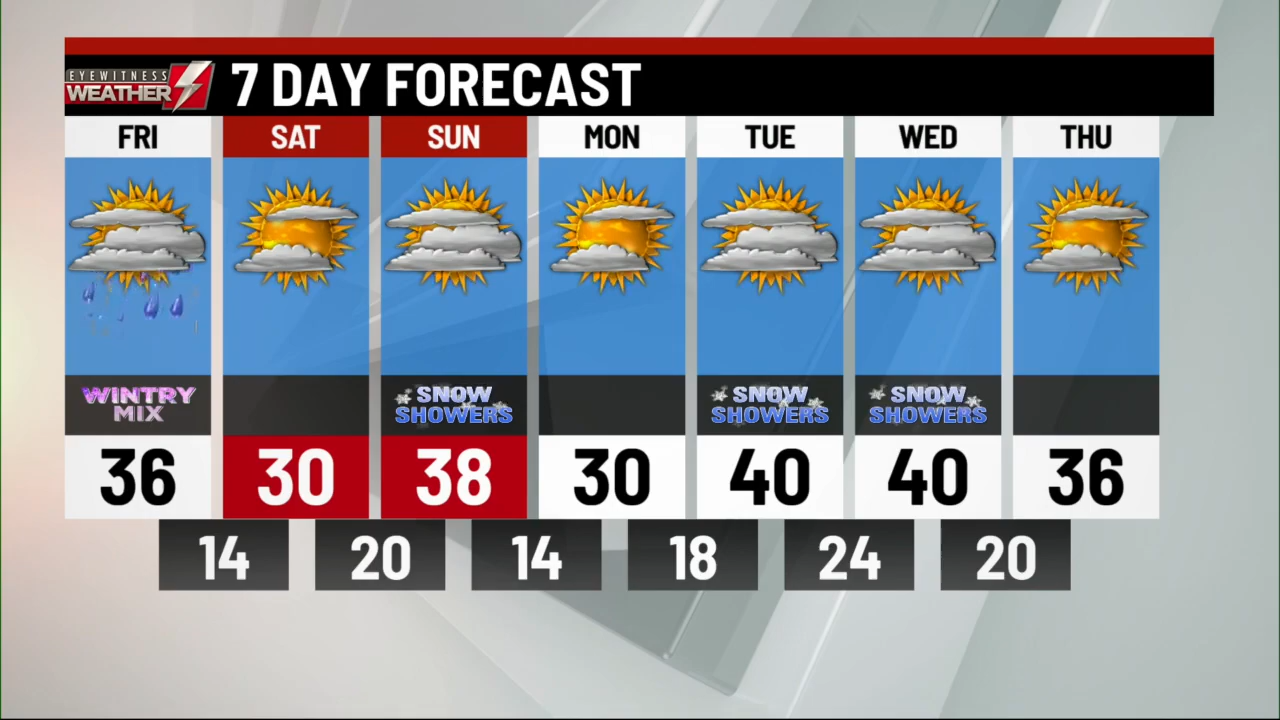 EYEWITNESS
WEATHER
7 DAY FORECAST
FRI SAT SUN MON TUE WED THU
WINTRY
MIX
SNOW
SHOWERS
SNOW
SHOWERS
SNOW
SHOWERS
36 30 38 30 40 40 36
14 20 14 18 24 20